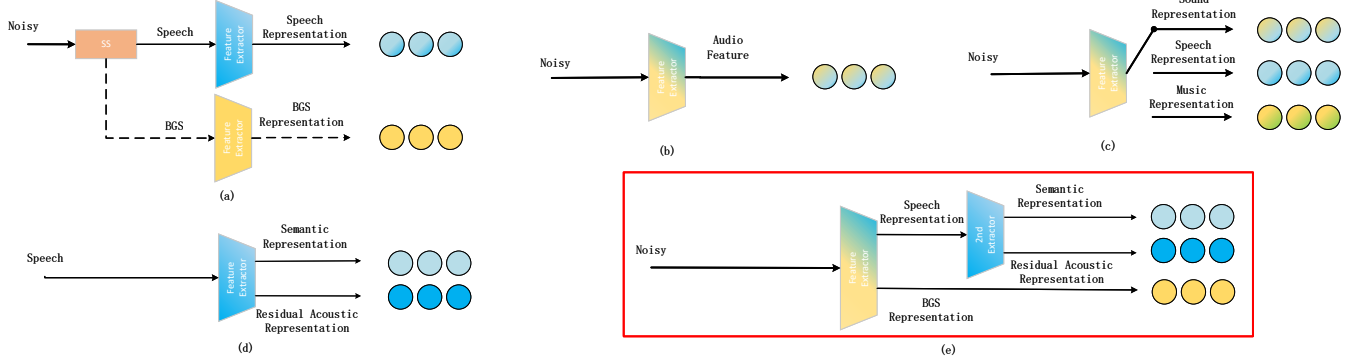 Noisy
SS
Speech
Feature
Extractor
Speech
Representation
BGS
Feature
Extractor
BGS
Representation
(a)
Noisy
Feature
Extractor
Audio
Feature
(b)
Noisy
Feature
Extractor
Sound
Representation
Speech
Representation
Music
Representation
(c)
Speech
Feature
Extractor
Semantic
Representation
Residual Acoustic
Representation
(d)
Noisy
Feature
Extractor
Speech
Representation
2nd
Extractor
Semantic
Representation
Residual Acoustic
Representation
BGS
Representation
(e)